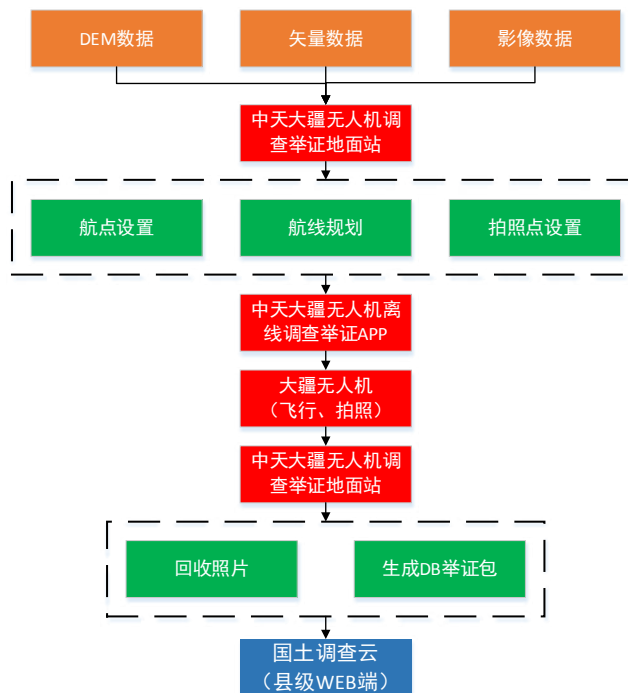 DEM数据
矢量数据
影像数据
中天大疆无人机调
查举证地面站
航点设置
航线规划
拍照点设置
中天大疆无人机离
线调查举证APP
大疆无人机
（飞行、拍照）
中天大疆无人机调
查举证地面站
回收照片
生成DB举证包
国土调查云
（县级WEB端）